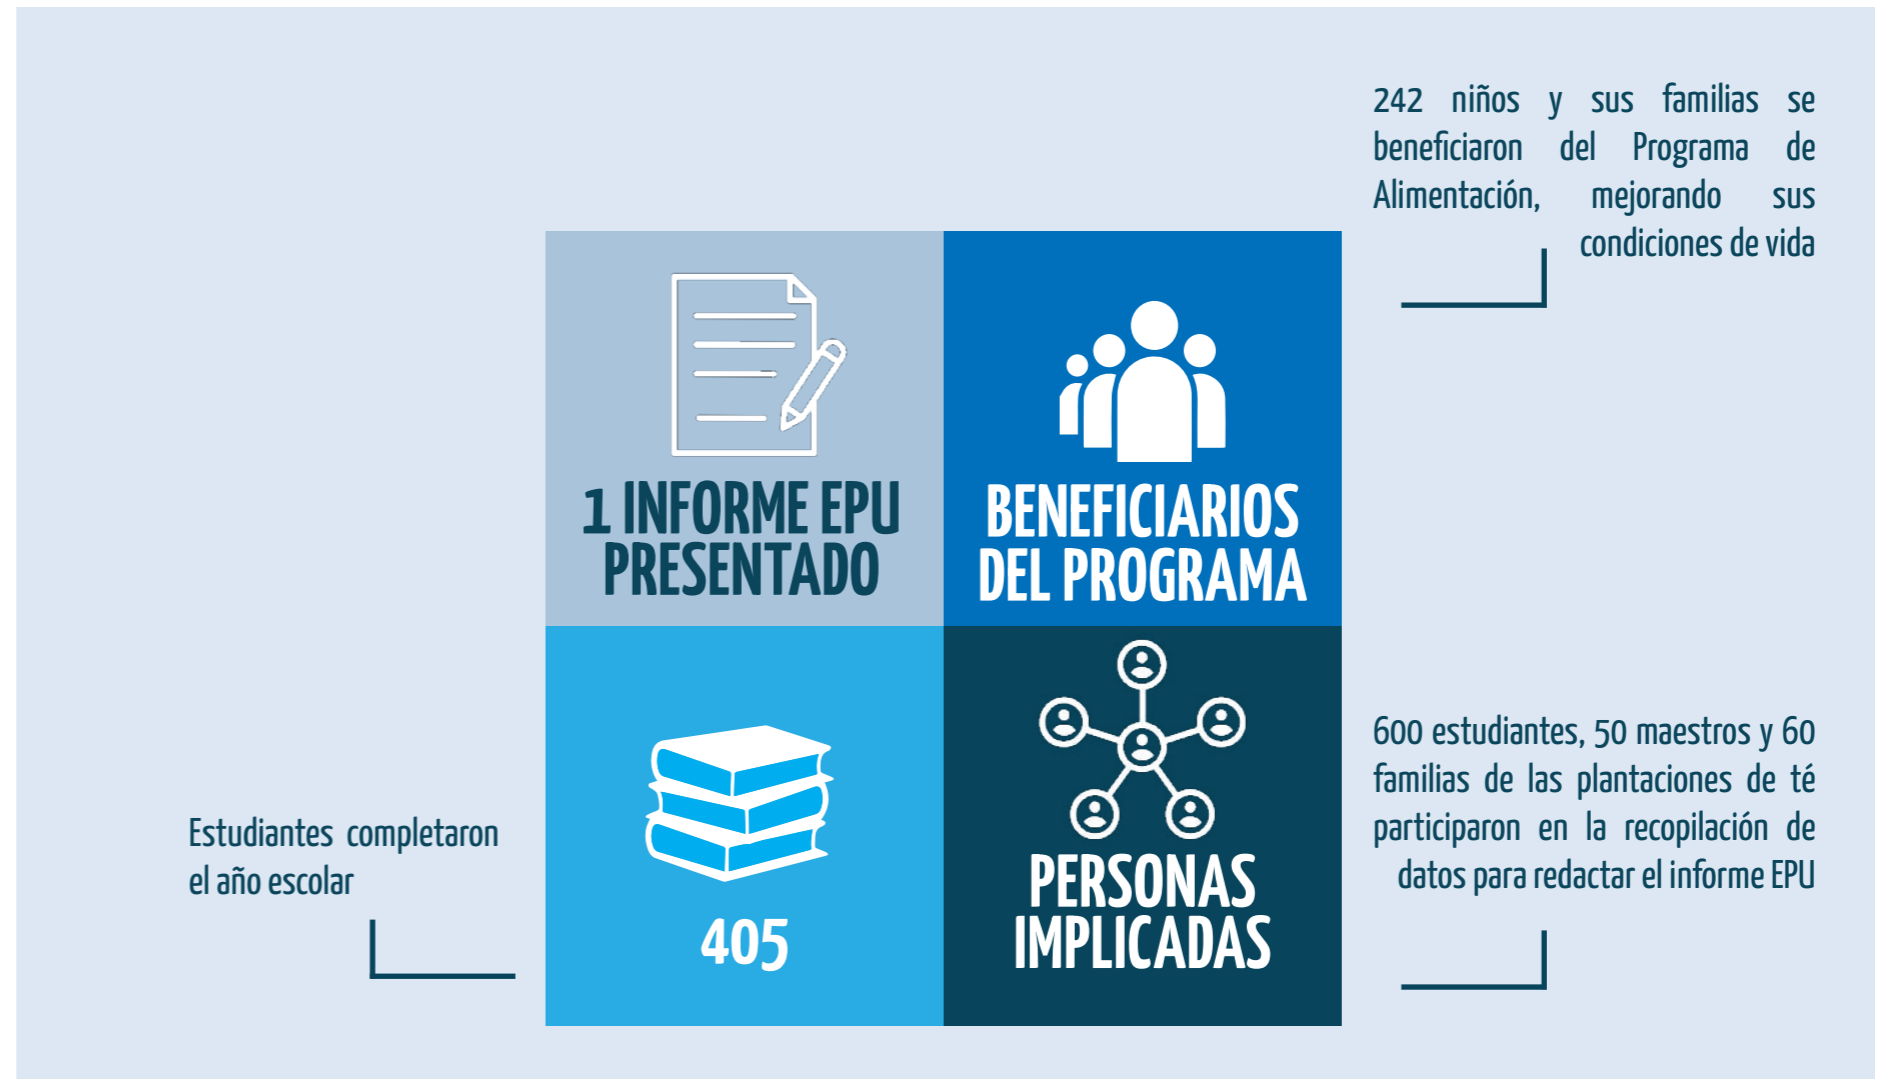 242 niños y sus familias se
beneficiaron del Programa de
Alimentación, mejorando sus
condiciones de vida
1 INFORME EPU
PRESENTADO
BENEFICIARIOS
DEL PROGRAMA
Estudiantes completaron
el año escolar
405
PERSONAS
IMPLICADAS
600 estudiantes, 50 maestros y 60
familias de las plantaciones de té
participaron en la recopilación de
datos para redactar el informe EPU